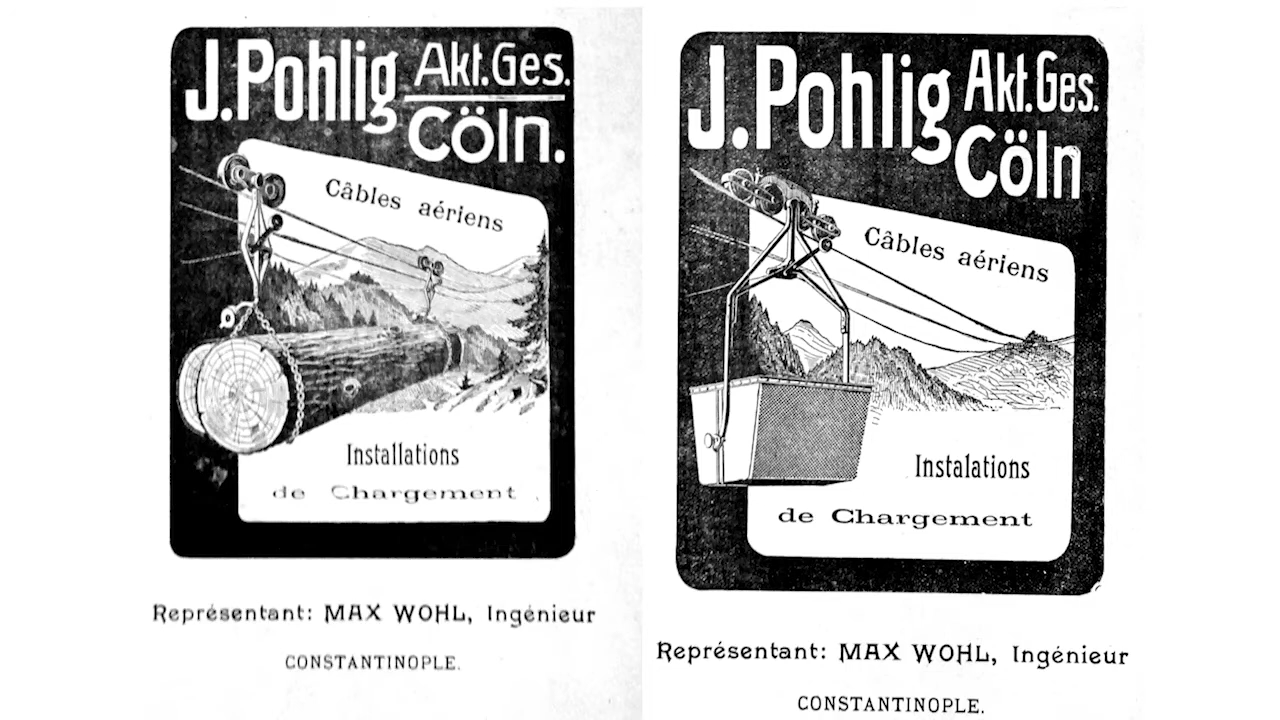 J. Pohlig Akt. Ges.
Cöln.
Câbles aériens
Installations
de Chargement
Représentant: MAX WOHL, Ingénieur
CONSTANTINOPLE.
J. Pohlig Akt. Ges.
Cöln
Câbles aériens
Instalations
de Chargement
Représentant: MAX WOHL, Ingénieur
CONSTANTINOPLE.